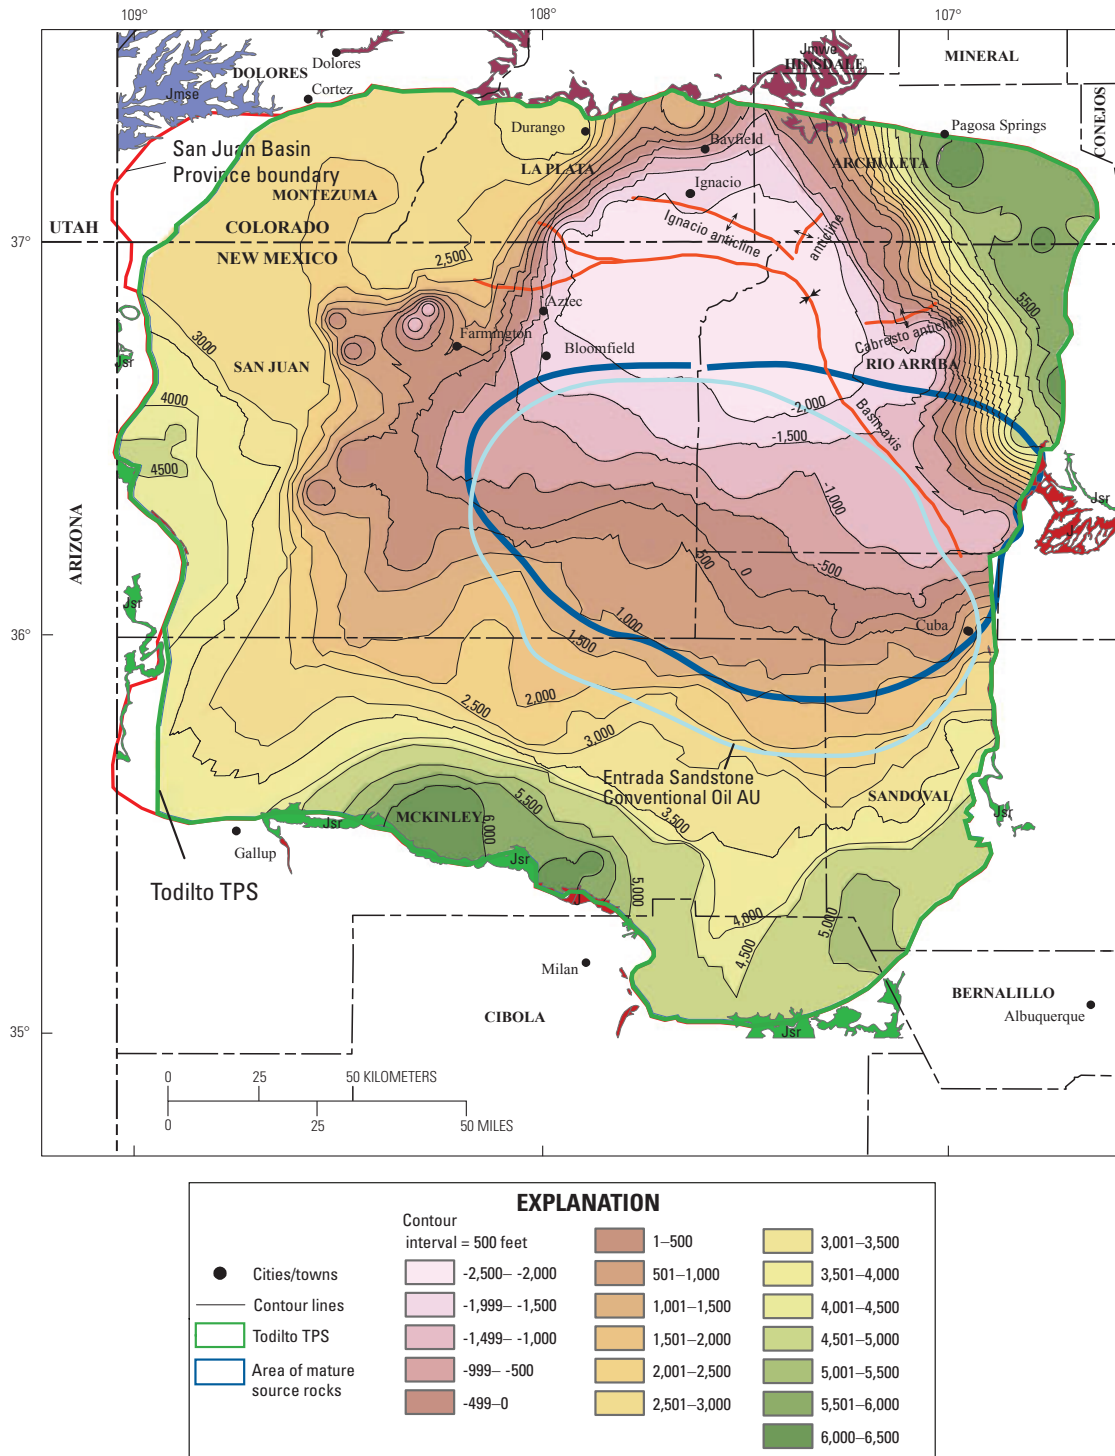 109°
108°
107°
Dolores
DOLORES
Cortez
Jmse
Jmwe
HINSDALE
MINERAL
CONEJOS
San Juan Basin
Province boundary
MONTEZUMA
Durango
LA PLATA
Bayfield
Ignacio
ARCHULETA
Pagosa Springs
UTAH
COLORADO
NEW MEXICO
37°
2,500
Ignacio anticline
anticline
5500
3000
Aztec
Farmington
Bloomfield
Cabresto anticline
RIO ARRIBA
Jsr
SAN JUAN
4000
4500
-2,000
-1,500
Basin axis
-1,000
-500
0
500
ARIZONA
Jsr
J
Jsr
36°
1,000
1,500
Cuba
2,000
2,500
3,000
Entrada Sandstone
Conventional Oil AU
SANDOVAL
Jsr
3,500
5,500
6,000
MCKINLEY
Jsr
Jsr
J
Gallup
Todilto TPS
5,000
4,000
4,500
5,000
Milan
CIBOLA
BERNALILLO
Albuquerque
35°
Jsr
0 25 50 KILOMETERS
0 25 50 MILES
EXPLANATION
Cities/towns
Contour lines
Todilto TPS
Area of mature
source rocks
Contour
interval = 500 feet
-2,500– -2,000
-1,999– -1,500
-1,499– -1,000
-999– -500
-499–0
1–500
501–1,000
1,001–1,500
1,501–2,000
2,001–2,500
2,501–3,000
3,001–3,500
3,501–4,000
4,001–4,500
4,501–5,000
5,001–5,500
5,501–6,000
6,000–6,500